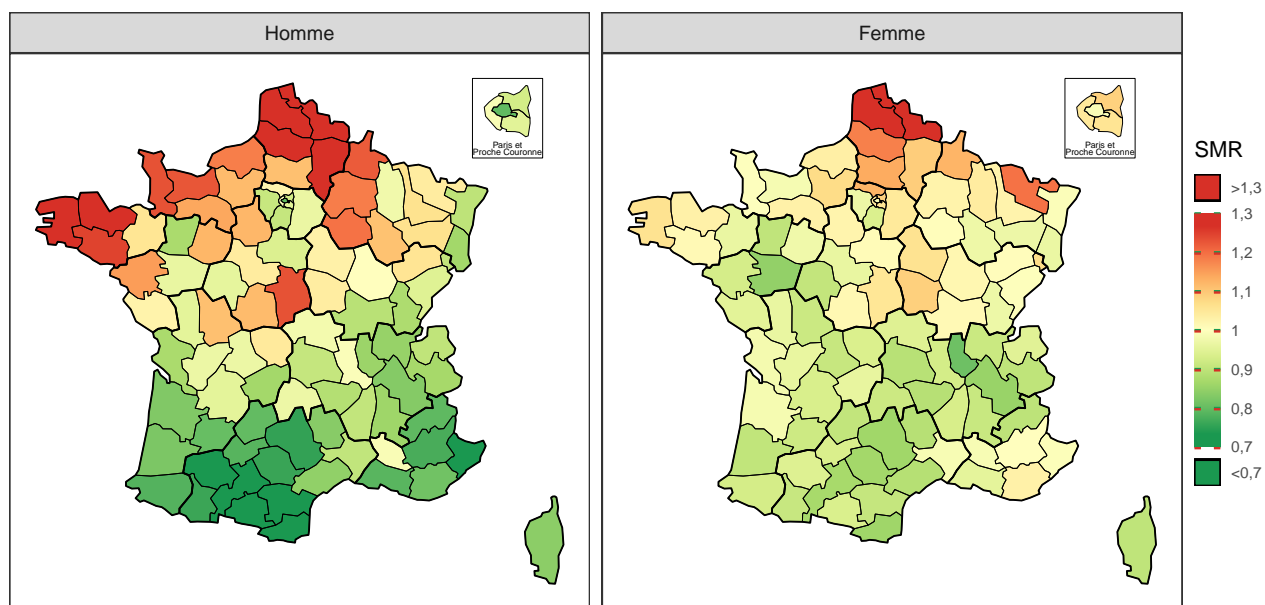 Homme
Femme
Paris et
Proche Couronne
Paris et
Proche Couronne
SMR
>1,3
1,3
1,2
1,1
1
0,9
0,8
0,7
<0,7